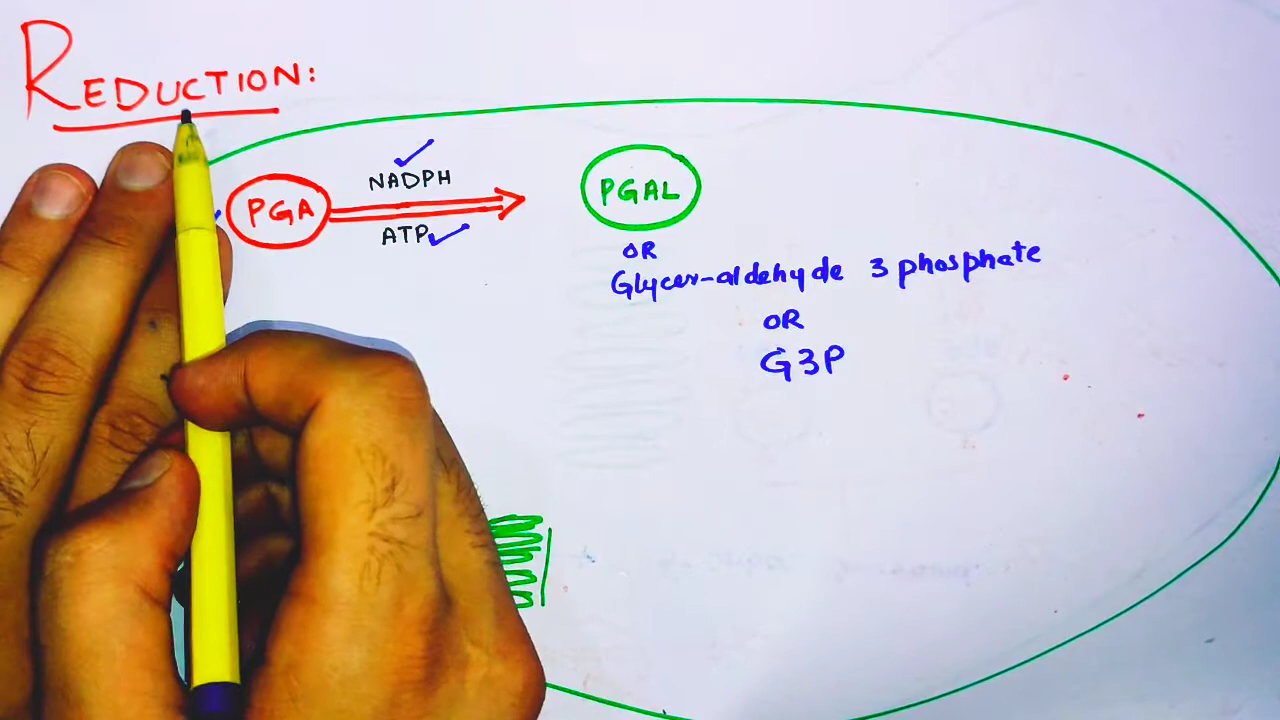 REDUCTION:
NADPH
PGA
ATP
PGAL
OR
Glycer-aldehyde 3 phosphate
OR
G3P